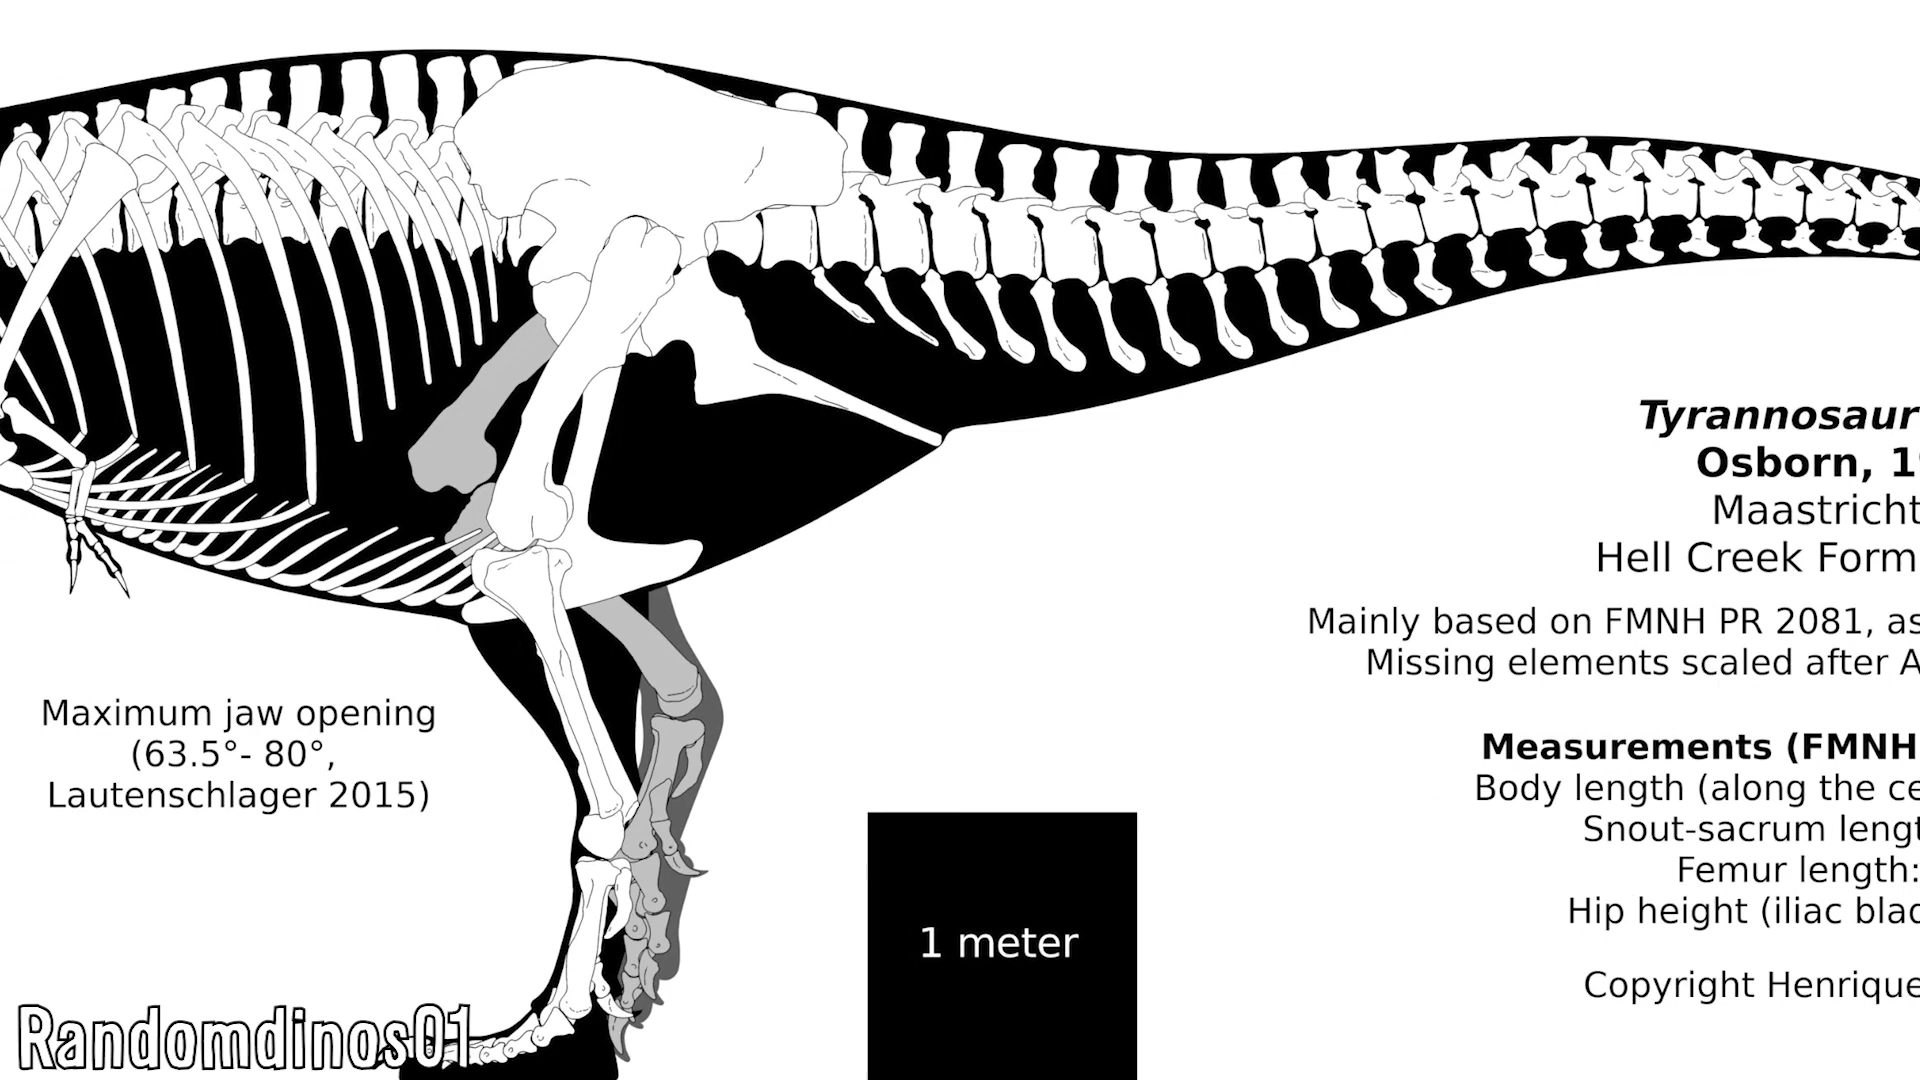 Tyrannosaur
Osborn, 19
Maastricht
Hell Creek Form
Mainly based on FMNH PR 2081, as
Missing elements scaled after A
Maximum jaw opening
(63.5°- 80°,
Lautenschlager 2015)
Measurements (FMNH
Body length (along the ce
Snout-sacrum lengt
Femur length:
Hip height (iliac blad
1 meter
Copyright Henrique
Randomdinos01